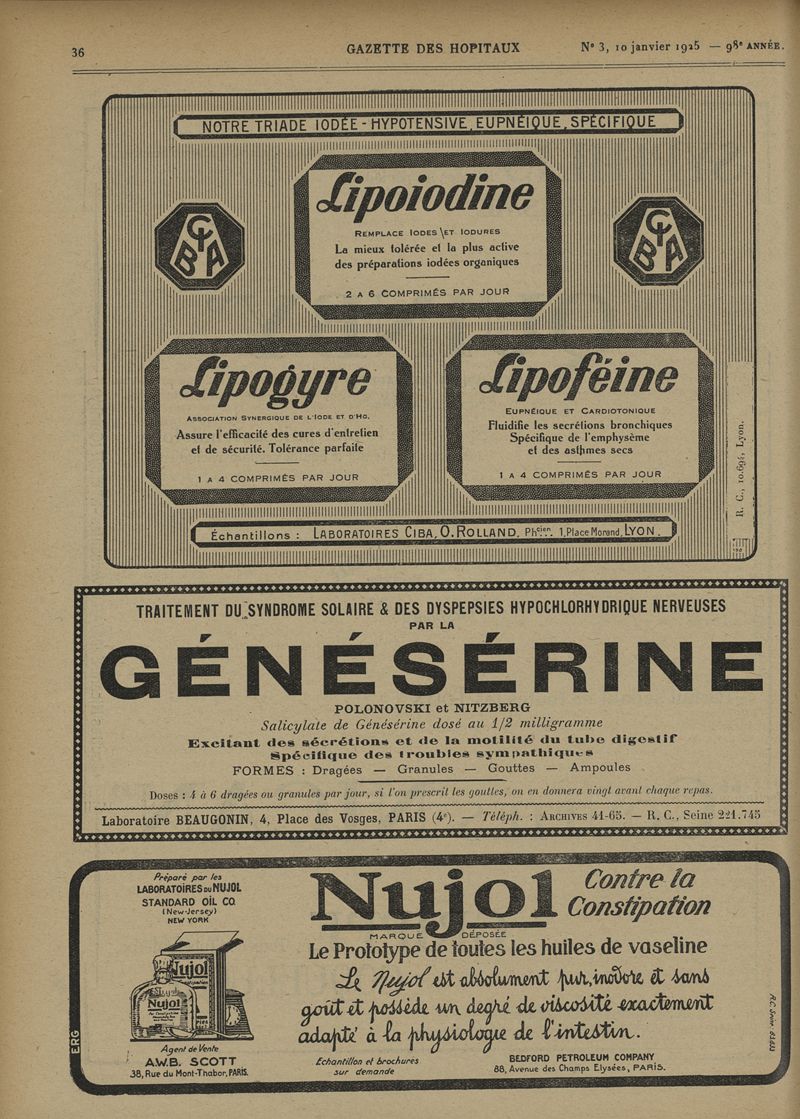 36
GAZETTE DES HOPITAUX
N° 3, 10 janvier 1925 — 98e ANNÉE.
NOTRE TRIADE IODÉE - HYPOTENSIVE, EUPNÉIQUE, SPÉCIFIQUE
Lipoiodine
REMPLACE IODES \ET IODURES
La mieux tolérée et la plus active
des préparations iodées organiques
2 A 6 COMPRIMÉS PAR JOUR
CIBA
CIBA
Lipogyre
ASSOCIATION SYNERGIQUE DE L'IODE ET D'HG.
Assure l'efficacité des cures d'entretien
et de sécurité. Tolérance parfaite
1 A 4 COMPRIMÉS PAR JOUR
Lipoféine
EUPNÉIQUE ET CARDIOTONIQUE
Fluidifie les secrétions bronchiques
Spécifique de l'emphysème
et des asthmes secs
1 A 4 COMPRIMÉS PAR JOUR
R. C., 10.694, Lyon.
Échantillons : LABORATOIRES CIBA, O. ROLLAND, Phcien. 1, Place Morand, LYON.
TRAITEMENT DU SYNDROME SOLAIRE & DES DYSPEPSIES HYPOCHLORHYDRIQUE NERVEUSES
PAR LA
GÉNÉSÉRINE
POLONOVSKI et NITZBERG
Salicylate de Génésérine dosé au 1/2 milligramme
Excitant des sécrétions et de la motilité du tube digestif
Spécifique des troubles sympathiques
FORMES : Dragées — Granules — Gouttes — Ampoules
Doses : 4 à 6 dragées ou granules par jour, si l'on prescrit les gouttes, on en donnera vingt avant chaque repas.
Laboratoire BEAUGONIN, 4, Place des Vosges, PARIS (4e). — Téléph. : ARCHIVES 41-65. — R. C., Seine 221.745
Préparé par les
LABORATOIRES DU NUJOL
STANDARD OIL CO.
(New-Jersey)
NEW YORK
Nujol
Nujol
Agent de Vente
A.W.B. SCOTT
38, Rue du Mont-Thabor, PARIS.
ERG
Nujol
MARQUE DÉPOSÉE
Contre la
Constipation
Le Prototype de toutes les huiles de vaseline
Le Nujol est absolument pur, inodore et sans
goût et possède un degré de viscosité exactement
adapté à la physiologie de l'intestin.
Échantillon et brochures
sur demande
BEDFORD PETROLEUM COMPANY
88, Avenue des Champs Elysées, PARIS.